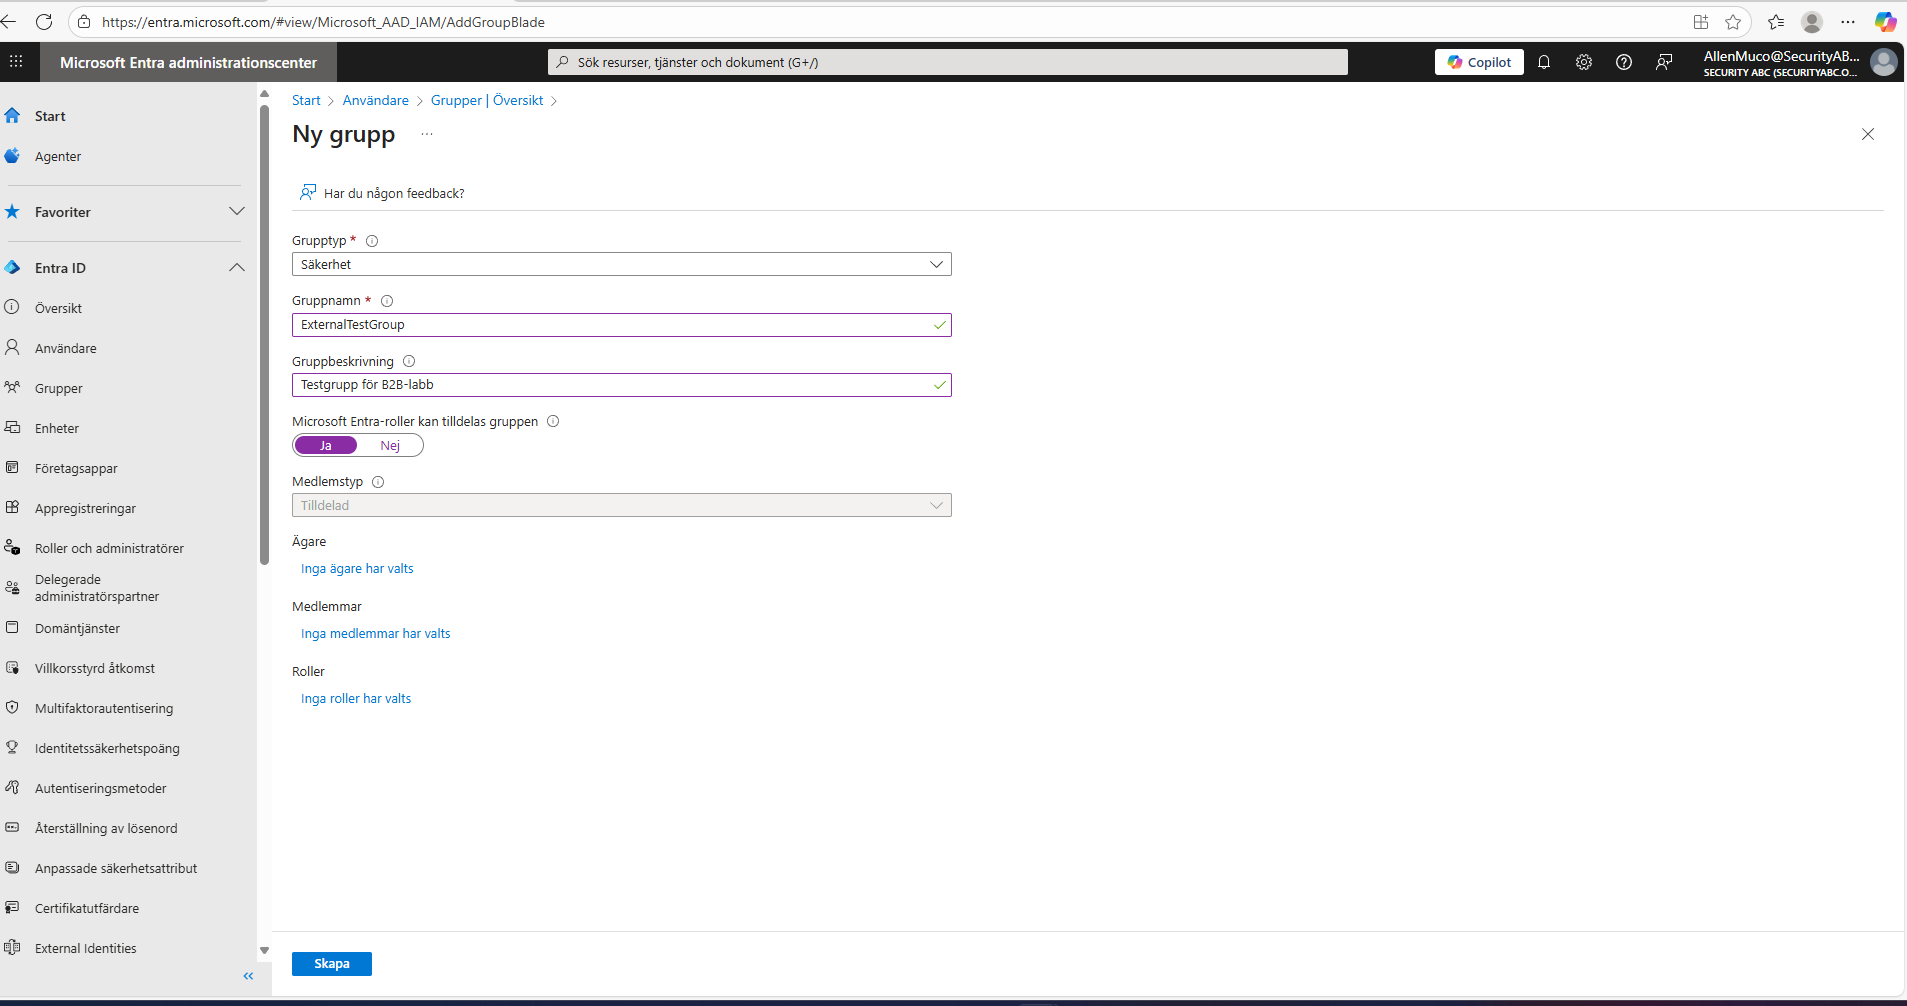 https://entra.microsoft.com/#view/Microsoft_AAD_IAM/AddGroupBlade
Microsoft Entra administrationscenter
Sök resurser, tjänster och dokument (G+/)
Copilot
AllenMuco@SecurityAB...
SECURITY ABC (SECURITYABC.O...
Start
Agenter
Favoriter
Entra ID
Översikt
Användare
Grupper
Enheter
Företagsappar
Appregistreringar
Roller och administratörer
Delegerade
administratörspartner
Domäntjänster
Villkorsstyrd åtkomst
Multifaktorautentisering
Identitetssäkerhetspoäng
Autentiseringsmetoder
Återställning av lösenord
Anpassade säkerhetsattribut
Certifikatutfärdare
External Identities
Start > Användare > Grupper | Översikt >
Ny grupp ...
Har du någon feedback?
Grupptyp *
Säkerhet
Gruppnamn *
ExternalTestGroup
Gruppbeskrivning
Testgrupp för B2B-labb
Microsoft Entra-roller kan tilldelas gruppen
Ja Nej
Medlemstyp
Tilldelad
Ägare
Inga ägare har valts
Medlemmar
Inga medlemmar har valts
Roller
Inga roller har valts
Skapa